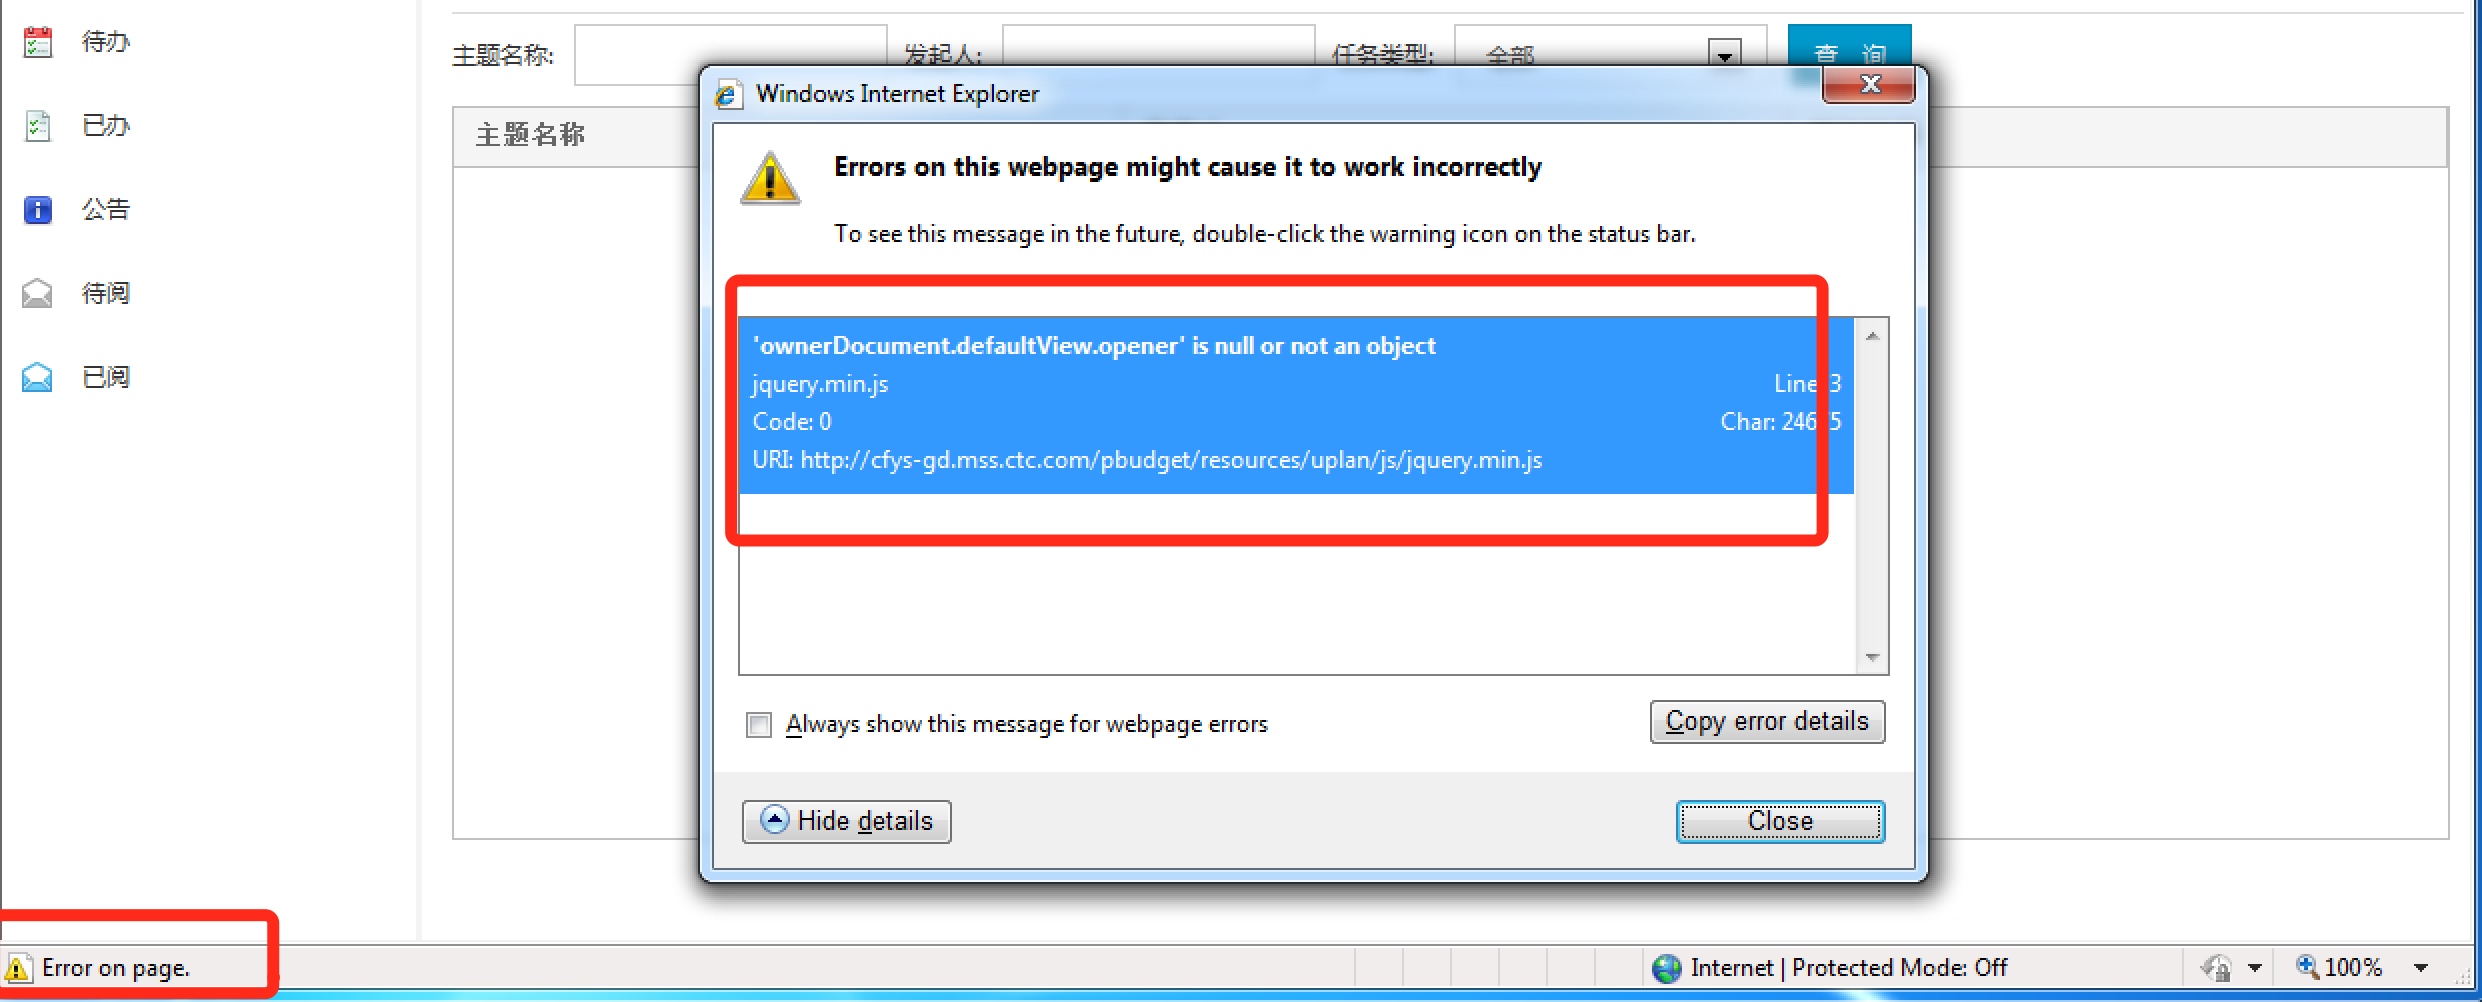 待办
已办
公告
待阅
已阅
主题名称:
发起人:
任务类型:
全部
查 询
主题名称
Windows Internet Explorer
Errors on this webpage might cause it to work incorrectly
To see this message in the future, double-click the warning icon on the status bar.
'ownerDocument.defaultView.opener' is null or not an object
jquery.min.js
Line: 3
Code: 0
Char:
URI: http://cfys-gd.mss.ctc.com/pbudget/resources/uplan/js/jquery.min.js
Always show this message for webpage errors
Copy error details
Hide details
Close
Error on page.
Internet | Protected Mode: Off
100%